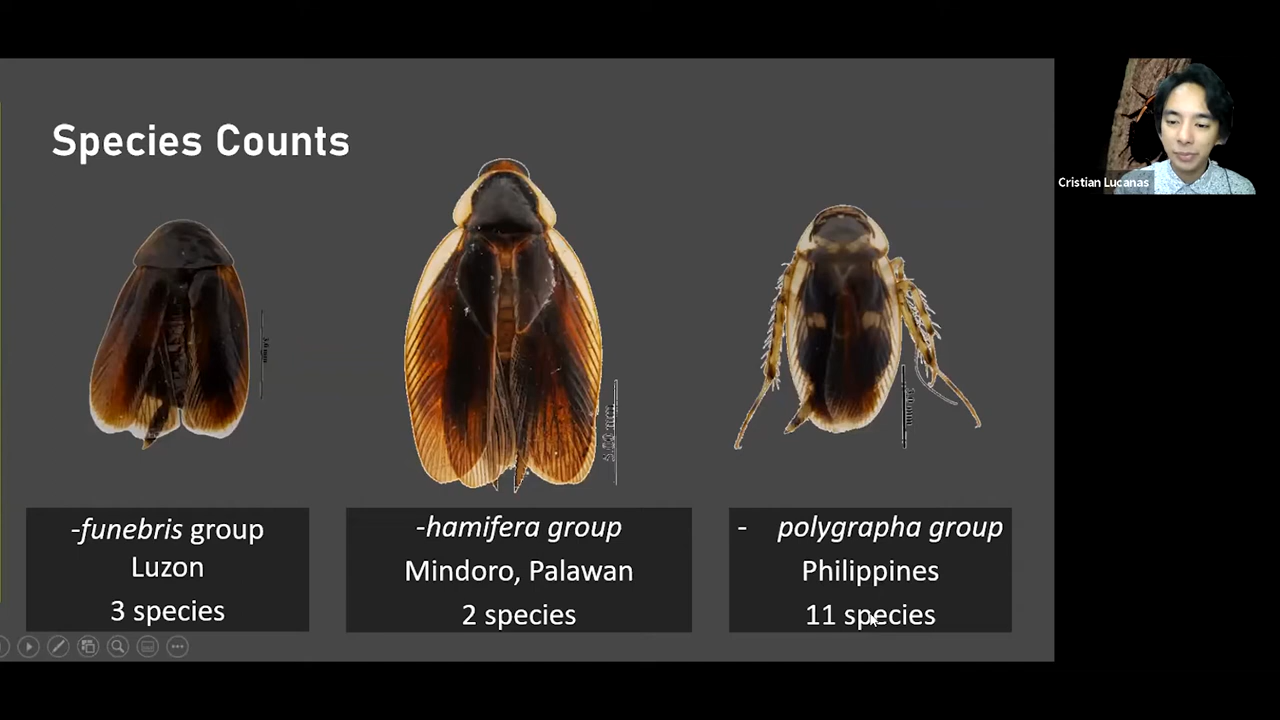 Species Counts
Cristian Lucanas
-funebris group
Luzon
3 species
-hamifera group
Mindoro, Palawan
2 species
- polygrapha group
Philippines
11 species